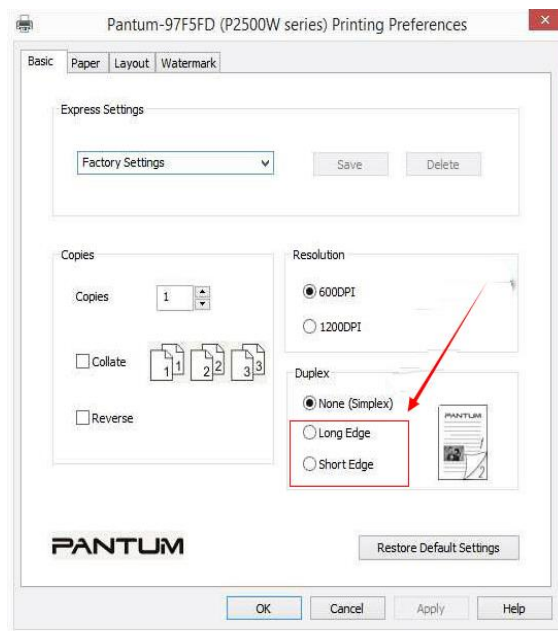 Pantum-97F5FD (P2500W series) Printing Preferences
Basic Paper Layout Watermark
Express Settings
Factory Settings Save Delete
Copies
Copies 1
Collate 1 1 2 2 3 3
Reverse
Resolution
600DPI
1200DPI
Duplex
None (Simplex)
Long Edge
Short Edge
PANTUM
1
2
PANTUM
Restore Default Settings
OK Cancel Apply Help